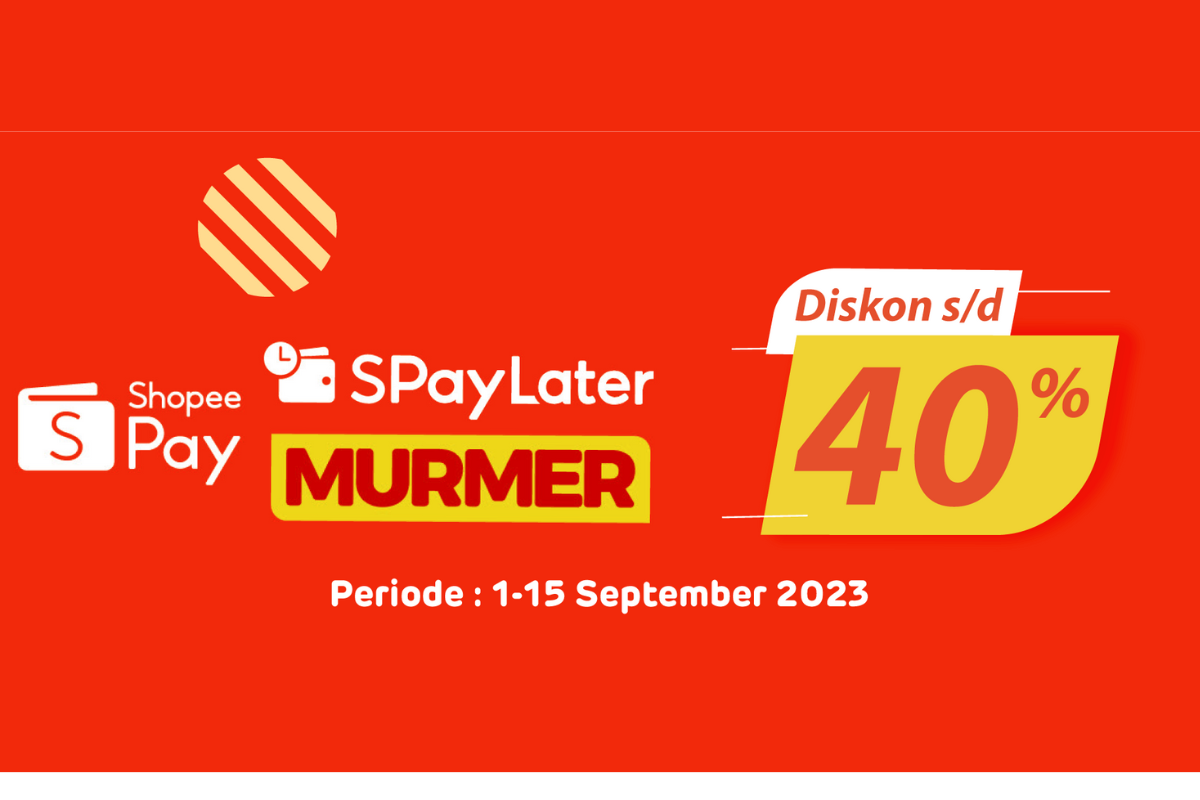 Shopee
Pay
SPayLater
MURMER
Diskon s/d
40%
Periode : 1-15 September 2023